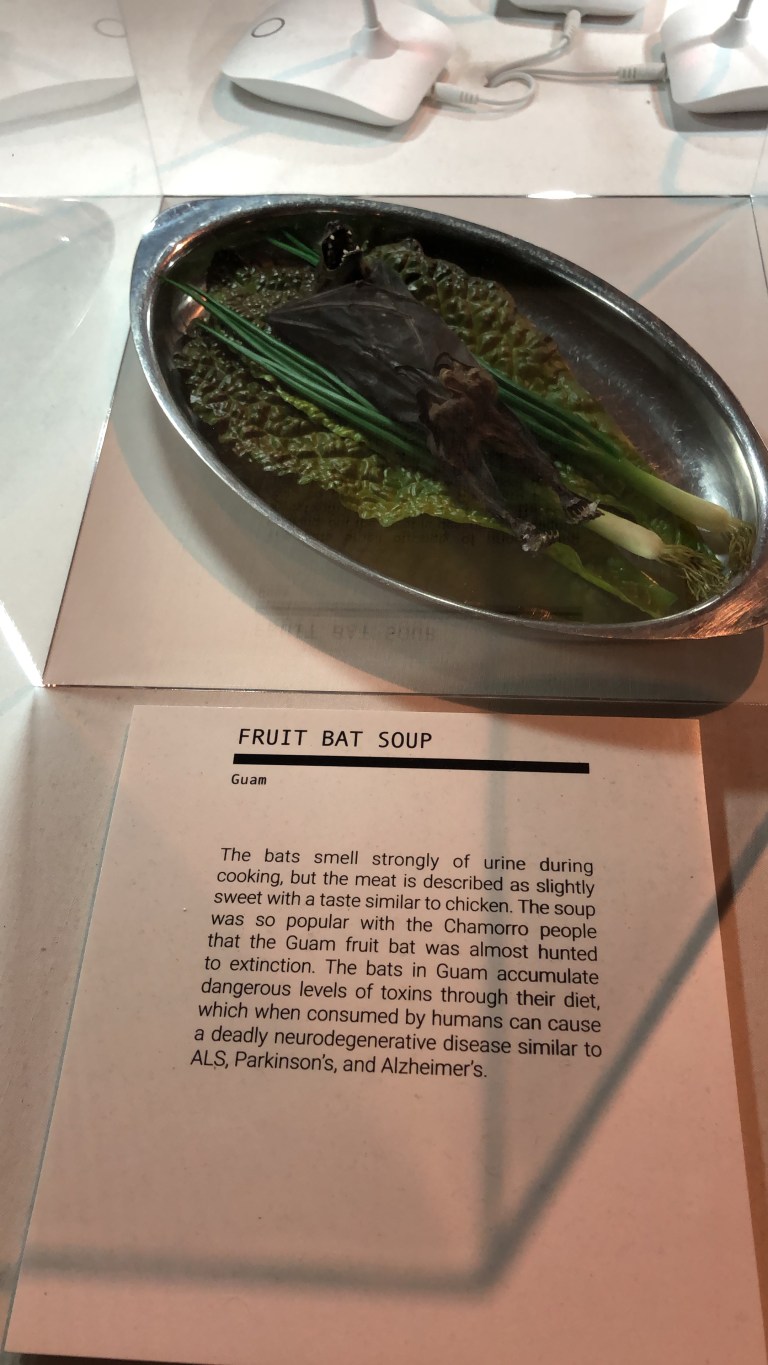 FRUIT BAT SOUP
Guam
The bats smell strongly of urine during
cooking, but the meat is described as slightly
sweet with a taste similar to chicken. The soup
was so popular with the Chamorro people
that the Guam fruit bat was almost hunted
to extinction. The bats in Guam accumulate
dangerous levels of toxins through their diet,
which when consumed by humans can cause
a deadly neurodegenerative disease similar to
ALS, Parkinson's, and Alzheimer's.